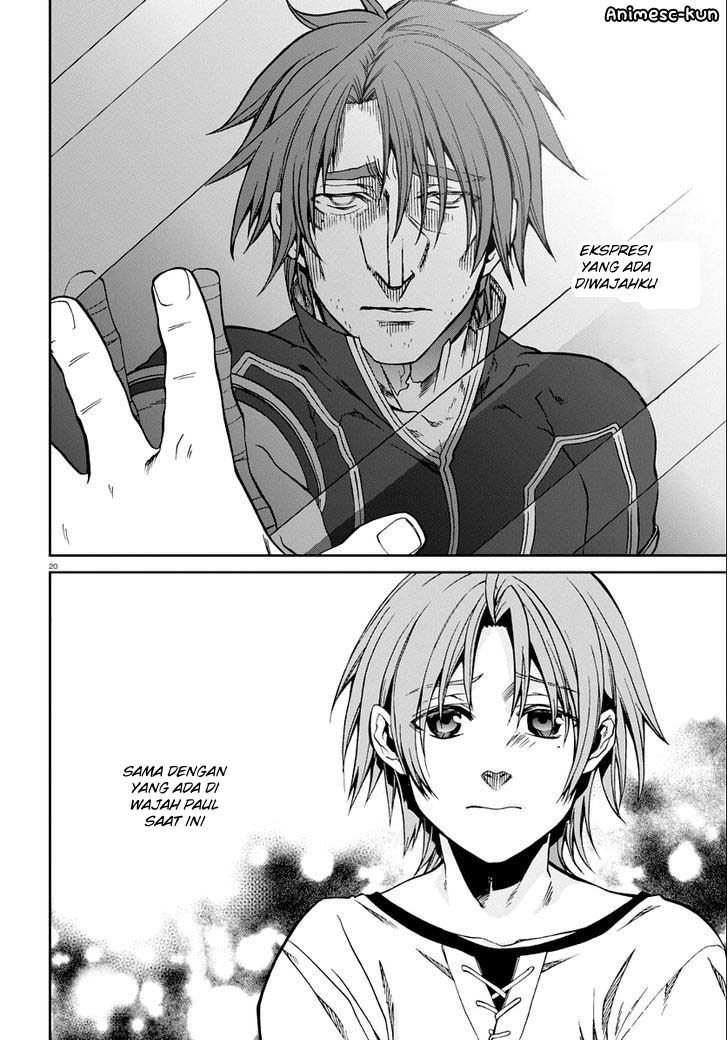 Animesc-kun
EKSPRESI
YANG ADA
DIWAJAHKU
20
SAMA DENGAN
YANG ADA DI
WAJAH PAUL
SAAT INI